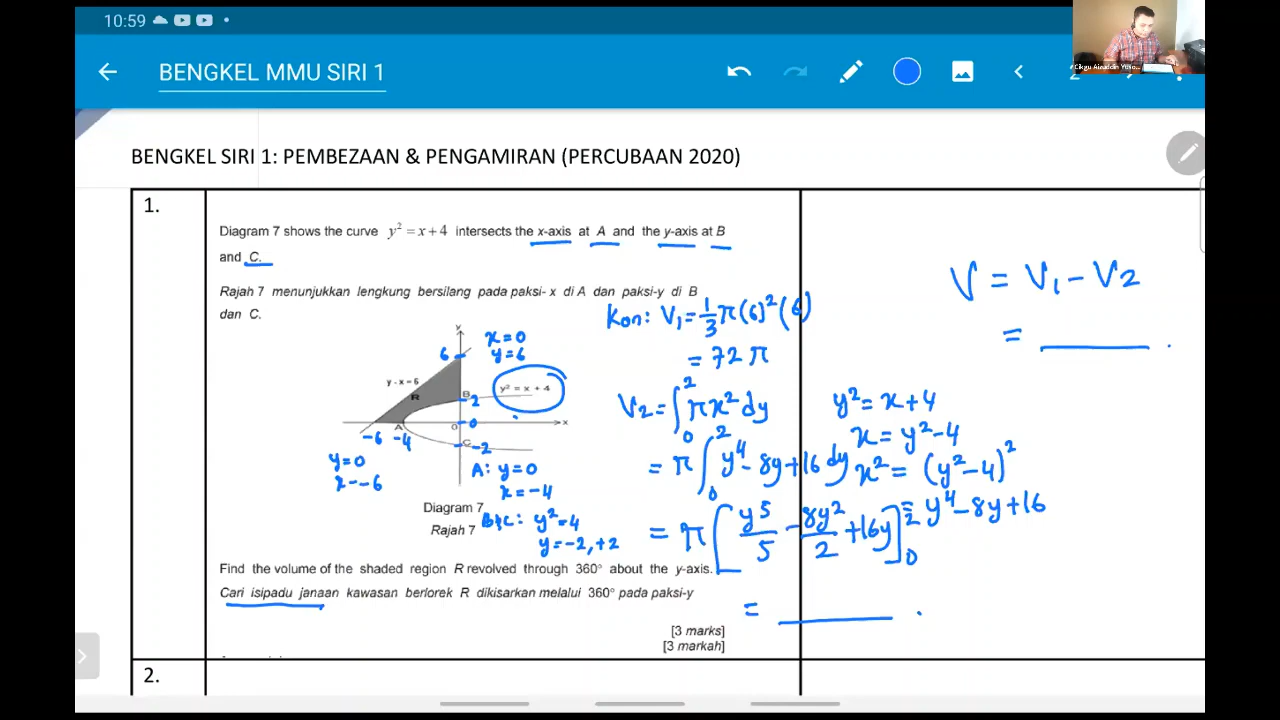 10:59
BENGKEL MMU SIRI 1
BENGKEL SIRI 1: PEMBEZAAN & PENGAMIRAN (PERCUBAAN 2020)
1.
Diagram 7 shows the curve y² = x + 4 intersects the x-axis at A and the y-axis at B
and C.
Rajah 7 menunjukkan lengkung bersilang pada paksi- x di A dan paksi-y di B
dan C.
y
6
x=0
y=6
y - x = 6
R
B
2
y² = x + 4
A
O
0
x
-6 -4
C
-2
y=0
x=-6
A: y=0
x=-4
Diagram 7
Rajah 7
B&C: y²=4
y=-2,+2
Find the volume of the shaded region R revolved through 360° about the y-axis.
Cari isipadu janaan kawasan berlorek R dikisarkan melalui 360° pada paksi-y
[3 marks]
[3 markah]
Kon: V₁ = 1/3 π(6)²(6)
= 72π
V₂ = ∫₀² πx² dy
= π ∫₀² y⁴ - 8y + 16 dy
= π [y⁵/5 - 8y²/2 + 16y]₀²
= ________ .
V = V₁ - V₂
= ________ .
y² = x + 4
x = y² - 4
x² = (y² - 4)²
= y⁴ - 8y + 16
2.